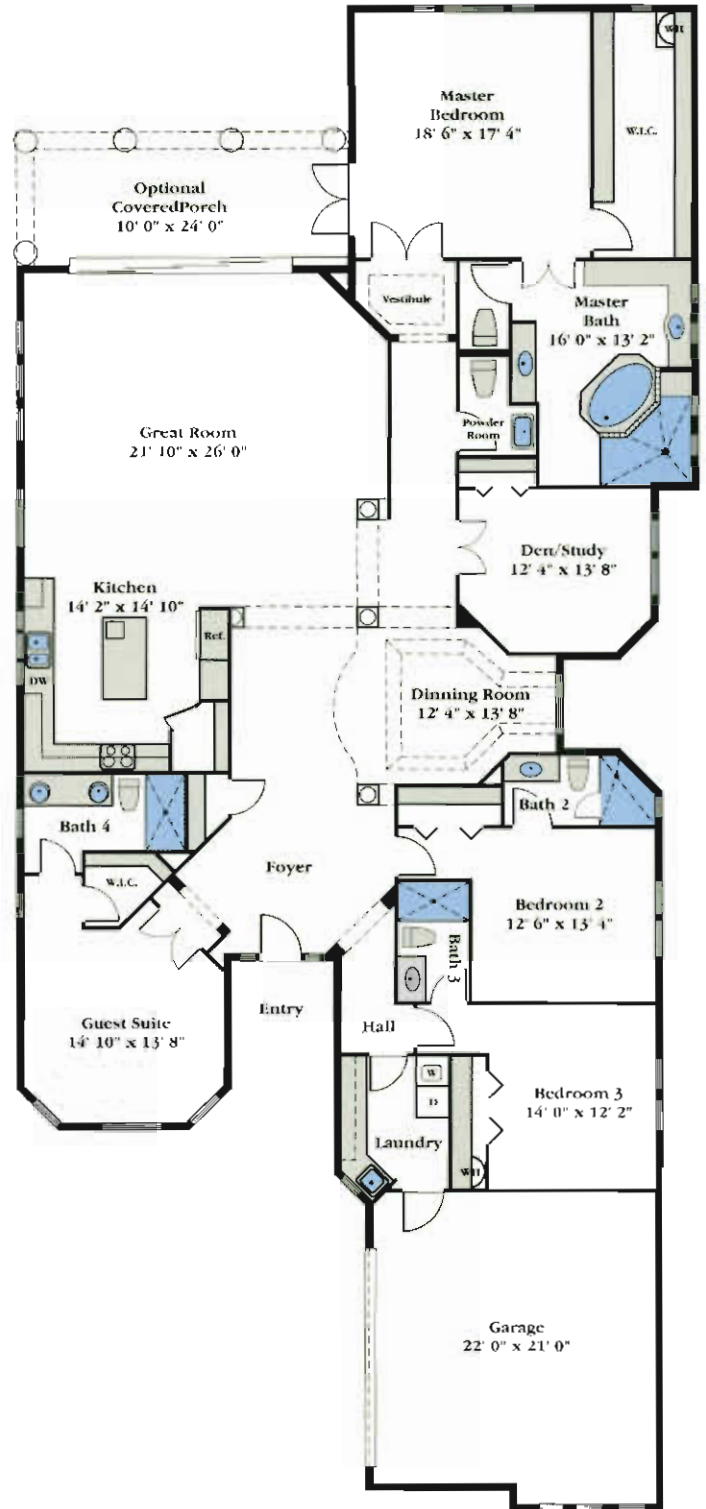 WH
Master
Bedroom
18' 6" x 17' 4"
W.I.C.
Optional
CoveredPorch
10' 0" x 24' 0"
Vestibule
Master
Bath
16' 0" x 13' 2"
Great Room
21' 10" x 26' 0"
Powder
Room
Den/Study
12' 4" x 13' 8"
Kitchen
14' 2" x 14' 10"
Ref.
DW
Dinning Room
12' 4" x 13' 8"
Bath 2
Bath 4
W.I.C.
Foyer
Bedroom 2
12' 6" x 13' 4"
Bath 3
Entry
Hall
Guest Suite
14' 10" x 13' 8"
W
D
Bedroom 3
14' 0" x 12' 2"
Laundry
WH
Garage
22' 0" x 21' 0"